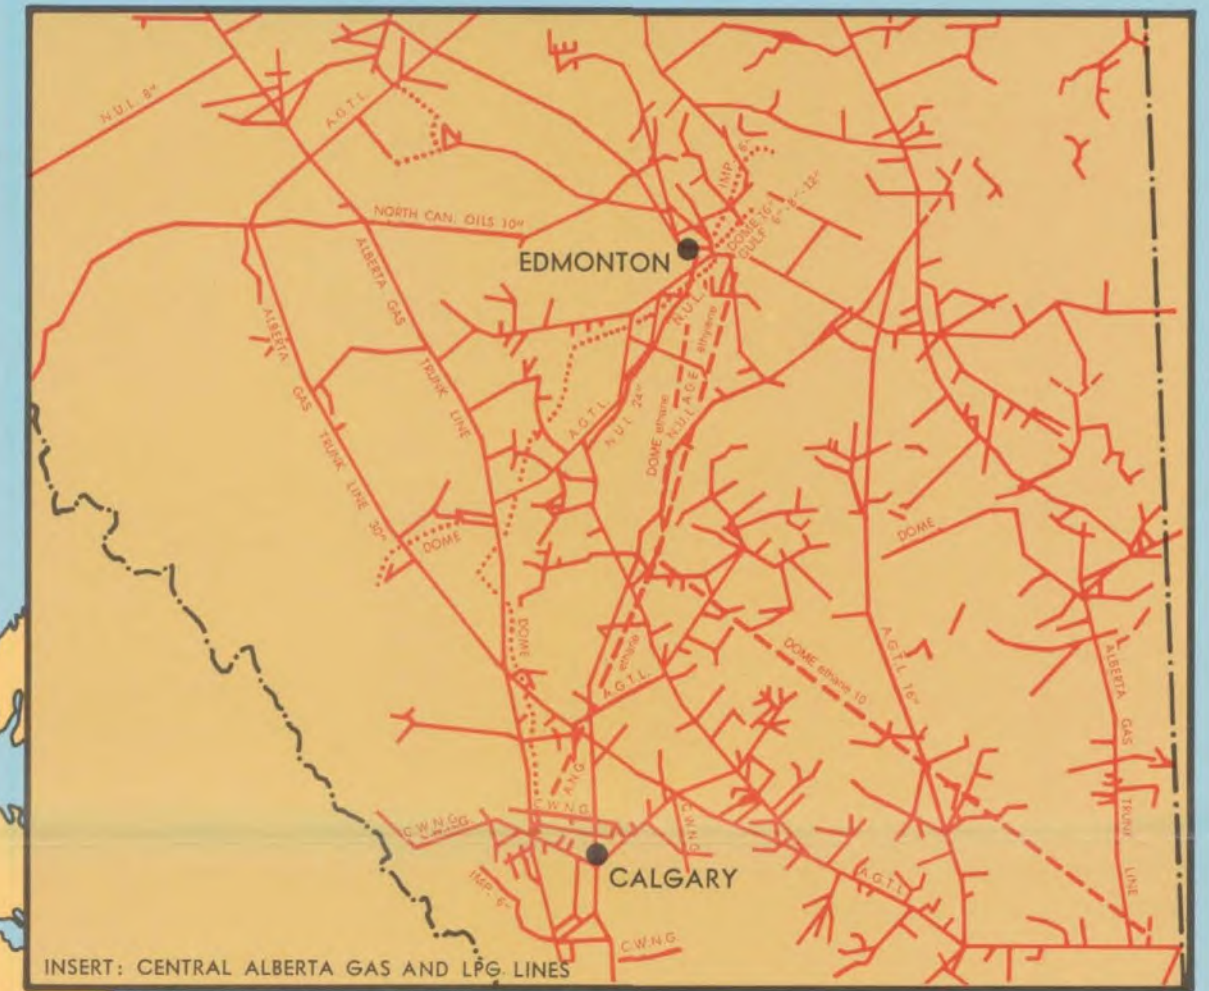 N.U.L. 8"
A.G.T.L.
NORTH CAN. OILS 10"
IMP. 6"
DOME 16"
GULF 6"-8"-12"
EDMONTON
ALBERTA GAS TRUNK LINE
ALBERTA GAS TRUNK LINE 30"
N.U.L.
ethylene
A.G.E.
N.U.L.
DOME ethane
A.G.T.L.
N.U.L. 24"
DOME
DOME
DOME
ethane
A.G.T.L.
DOME ethane 10
A.G.T.L. 16"
ALBERTA GAS TRUNK LINE
A.N.G.
C.W.N.G.
C.W.N.G.
C.W.N.G.
IMP. 6"
CALGARY
A.G.T.L.
C.W.N.G.
INSERT: CENTRAL ALBERTA GAS AND LPG LINES